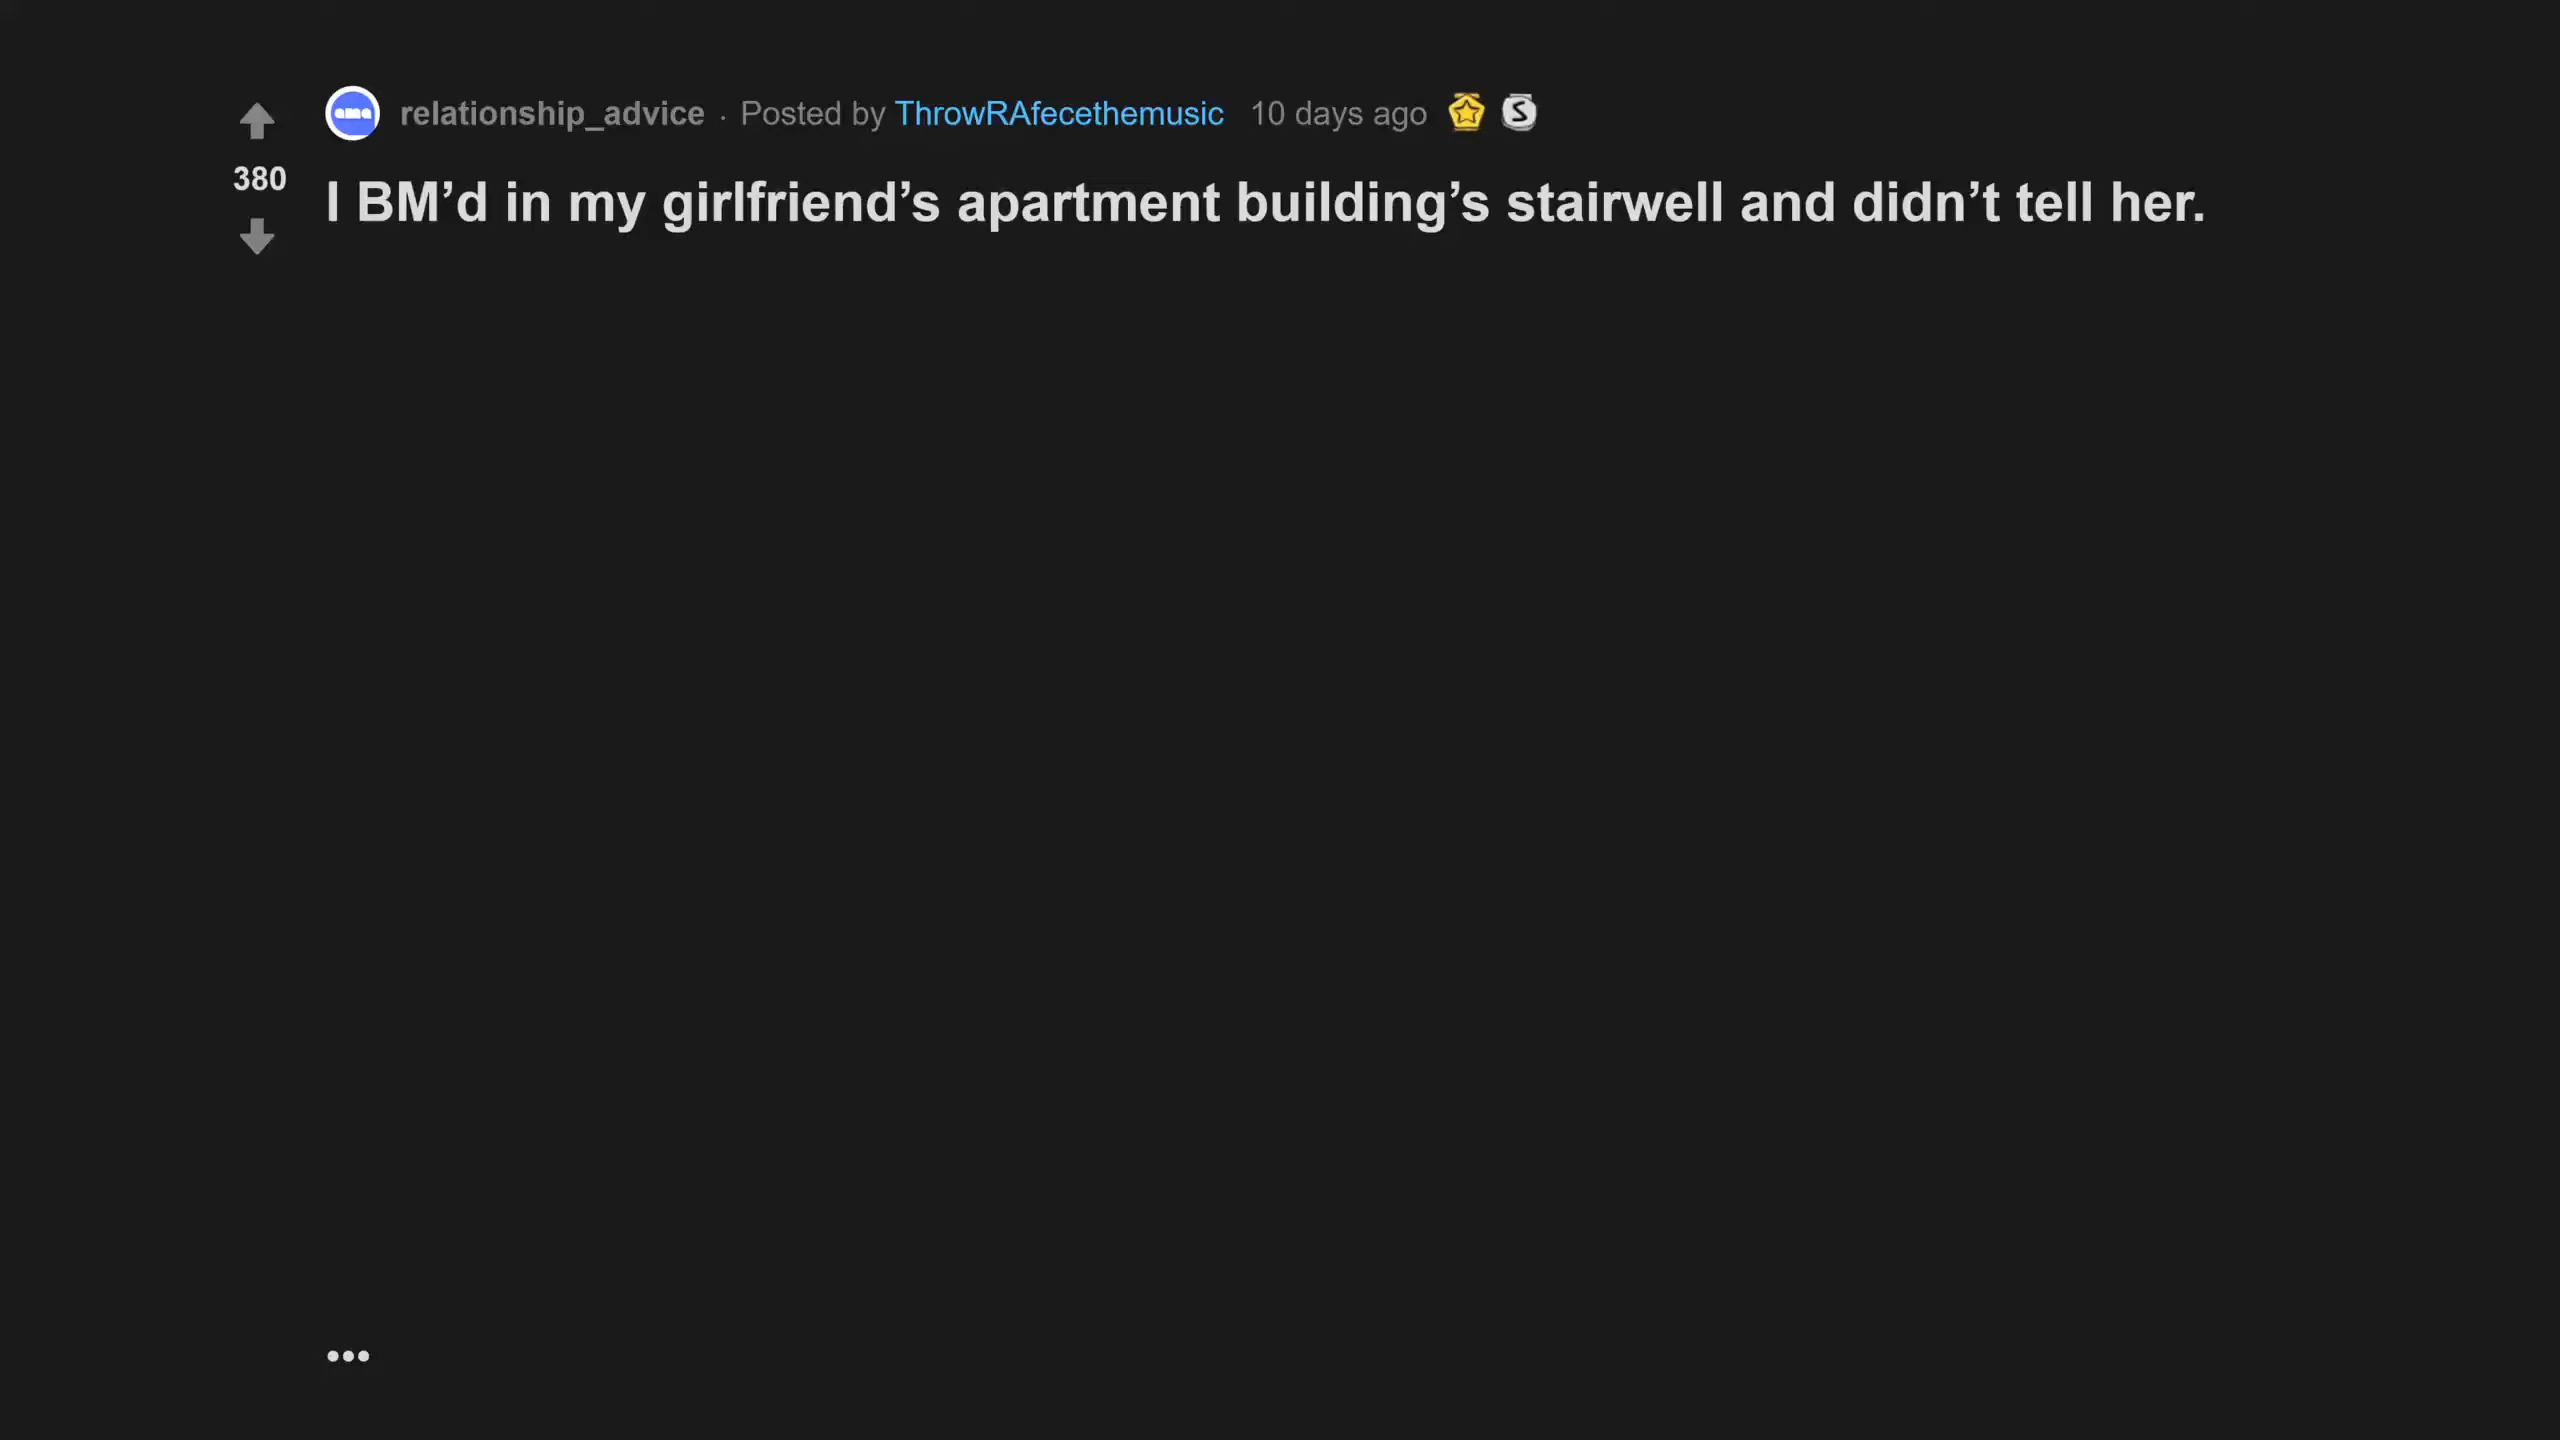 relationship_advice · Posted by ThrowRAfecethemusic 10 days ago
380
I BM’d in my girlfriend’s apartment building’s stairwell and didn’t tell her.
•••